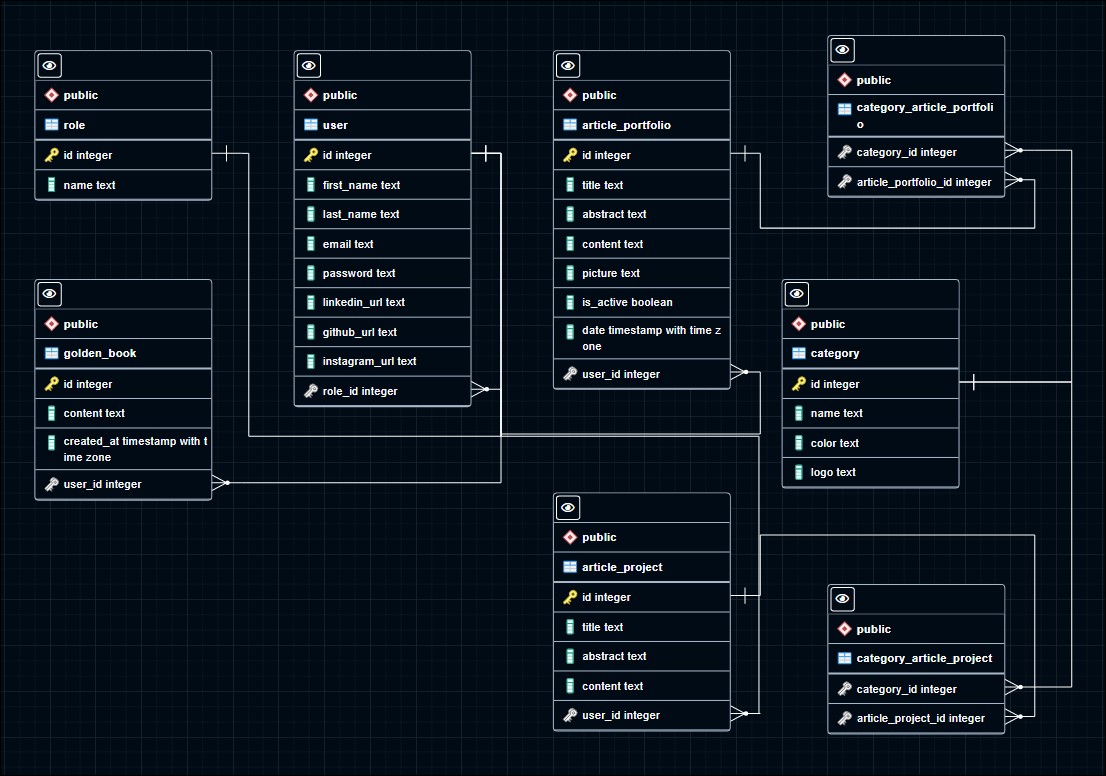 public
role
id integer
name text
public
user
id integer
first_name text
last_name text
email text
password text
linkedin_url text
github_url text
instagram_url text
role_id integer
public
article_portfolio
id integer
title text
abstract text
content text
picture text
is_active boolean
date timestamp with time z
one
user_id integer
public
category_article_portfoli
o
category_id integer
article_portfolio_id integer
public
golden_book
id integer
content text
created_at timestamp with t
ime zone
user_id integer
public
category
id integer
name text
color text
logo text
public
article_project
id integer
title text
abstract text
content text
user_id integer
public
category_article_project
category_id integer
article_project_id integer